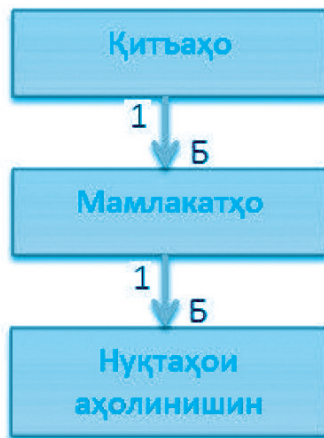 Қитъаҳо
1
Б
Мамлакатҳо
1
Б
Нуқтаҳои
аҳолинишин